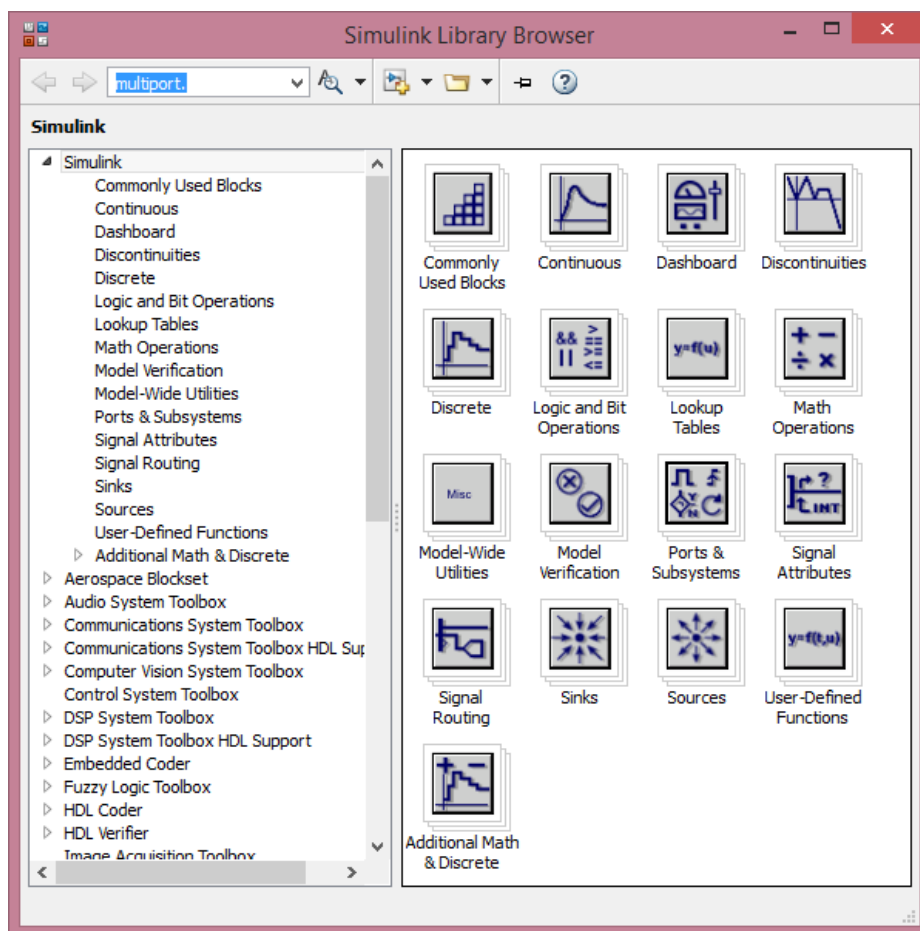 Simulink Library Browser
multiport.
Simulink
Simulink
Commonly Used Blocks
Continuous
Dashboard
Discontinuities
Discrete
Logic and Bit Operations
Lookup Tables
Math Operations
Model Verification
Model-Wide Utilities
Ports & Subsystems
Signal Attributes
Signal Routing
Sinks
Sources
User-Defined Functions
Additional Math & Discrete
Aerospace Blockset
Audio System Toolbox
Communications System Toolbox
Communications System Toolbox HDL Sup
Computer Vision System Toolbox
Control System Toolbox
DSP System Toolbox
DSP System Toolbox HDL Support
Embedded Coder
Fuzzy Logic Toolbox
HDL Coder
HDL Verifier
Image Acquisition Toolbox
Commonly
Used Blocks
Continuous
Dashboard
Discontinuities
&& > ==
|| >= <=
y=f(u)
+ −
÷ ×
Discrete
Logic and Bit
Operations
Lookup
Tables
Math
Operations
Misc
Y
N
?
INT
Model-Wide
Utilities
Model
Verification
Ports &
Subsystems
Signal
Attributes
y=f(t,u)
Signal
Routing
Sinks
Sources
User-Defined
Functions
+ −
Additional Math
& Discrete